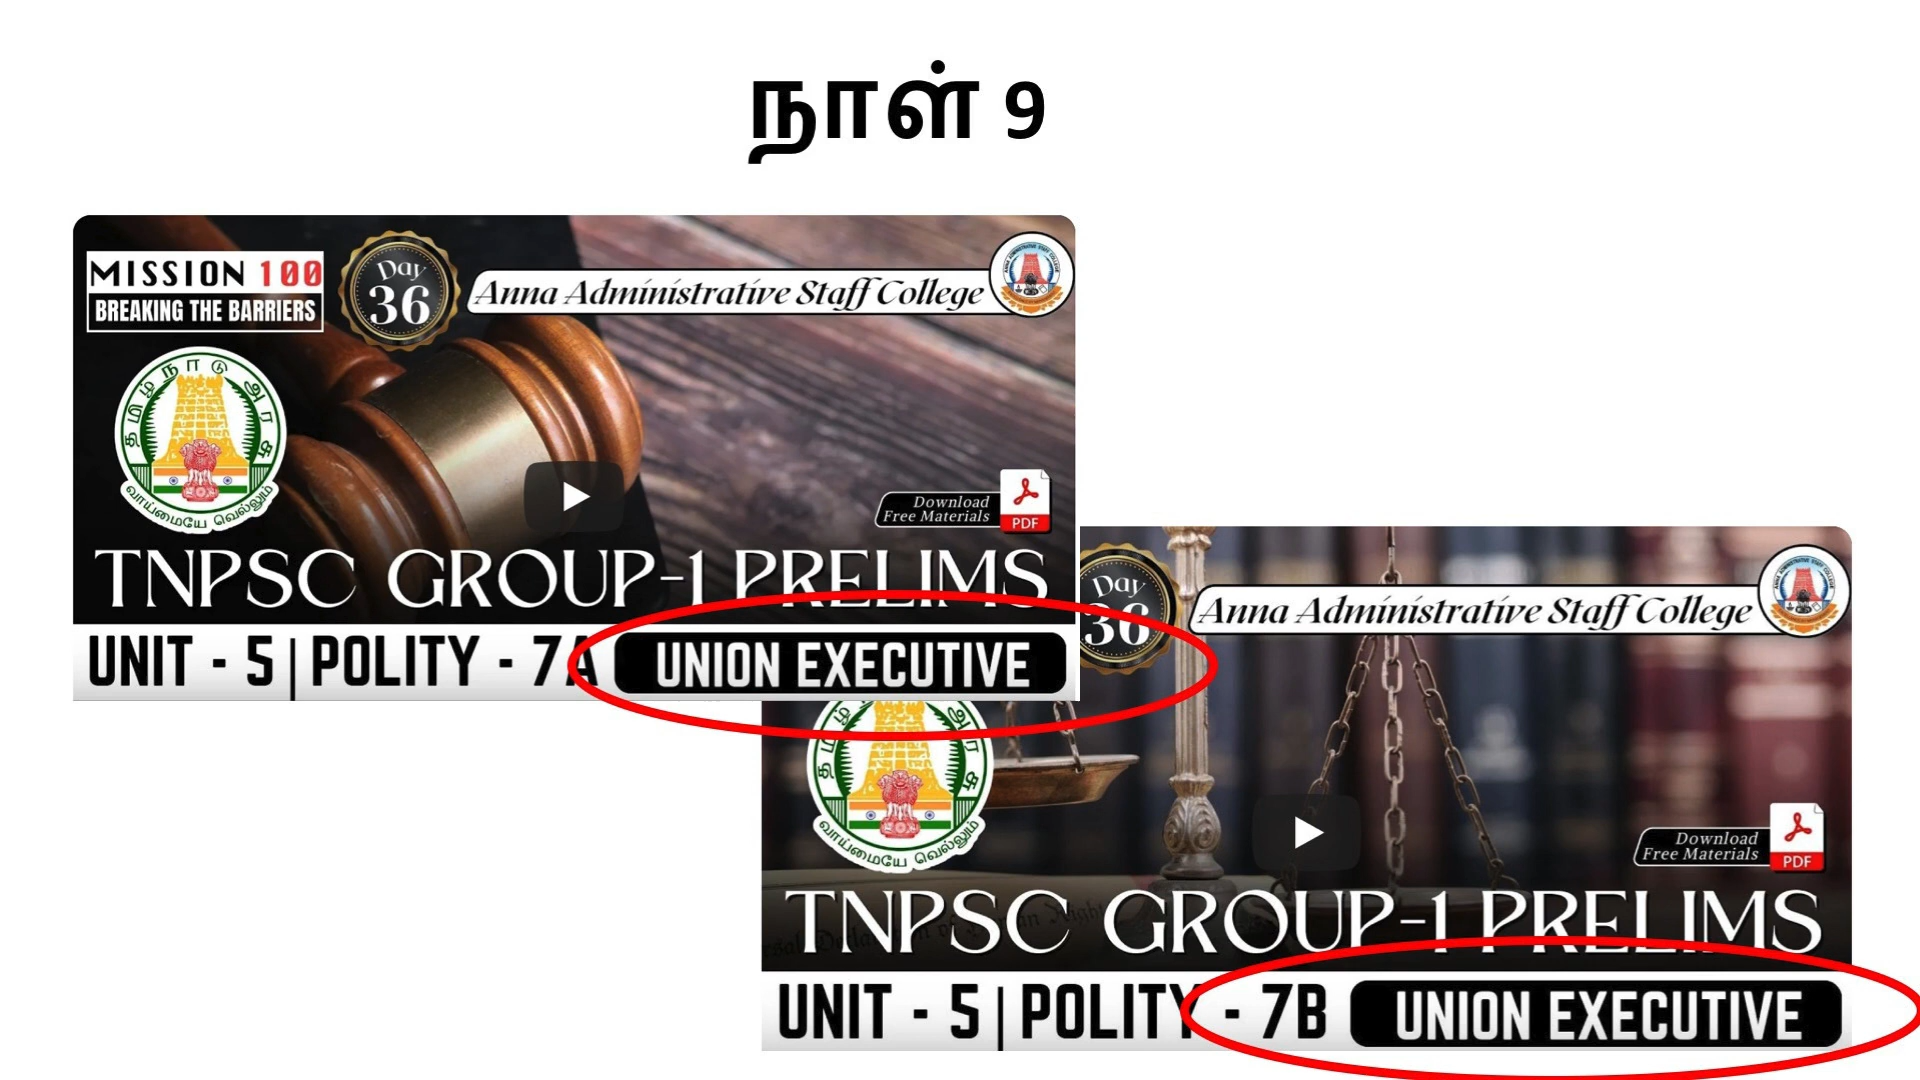 நாள் 9
MISSION 100
BREAKING THE BARRIERS
Day
36
Anna Administrative Staff College
தமிழ்நாடு அரசு
வாய்மையே வெல்லும்
Download
Free Materials
PDF
TNPSC GROUP-1 PRELIMS
UNIT - 5 | POLITY - 7A UNION EXECUTIVE
Day
36
Anna Administrative Staff College
வாய்மையே வெல்லும்
Download
Free Materials
PDF
TNPSC GROUP-1 PRELIMS
UNIT - 5 | POLITY - 7B UNION EXECUTIVE